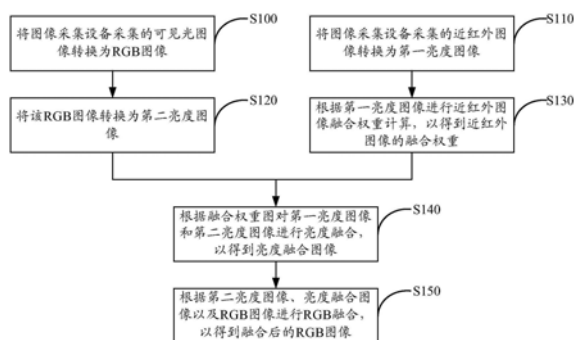 将图像采集设备采集的可见光图
像转换为RGB图像
S100
将图像采集设备采集的近红外图
像转换为第一亮度图像
S110
将该RGB图像转换为第二亮度图
像
S120
根据第一亮度图像进行近红外图
像融合权重计算，以得到近红外
图像的融合权重
S130
根据融合权重图对第一亮度图像
和第二亮度图像进行亮度融合，
以得到亮度融合图像
S140
根据第二亮度图像、亮度融合图
像以及RGB图像进行RGB融合，
以得到融合后的RGB图像
S150